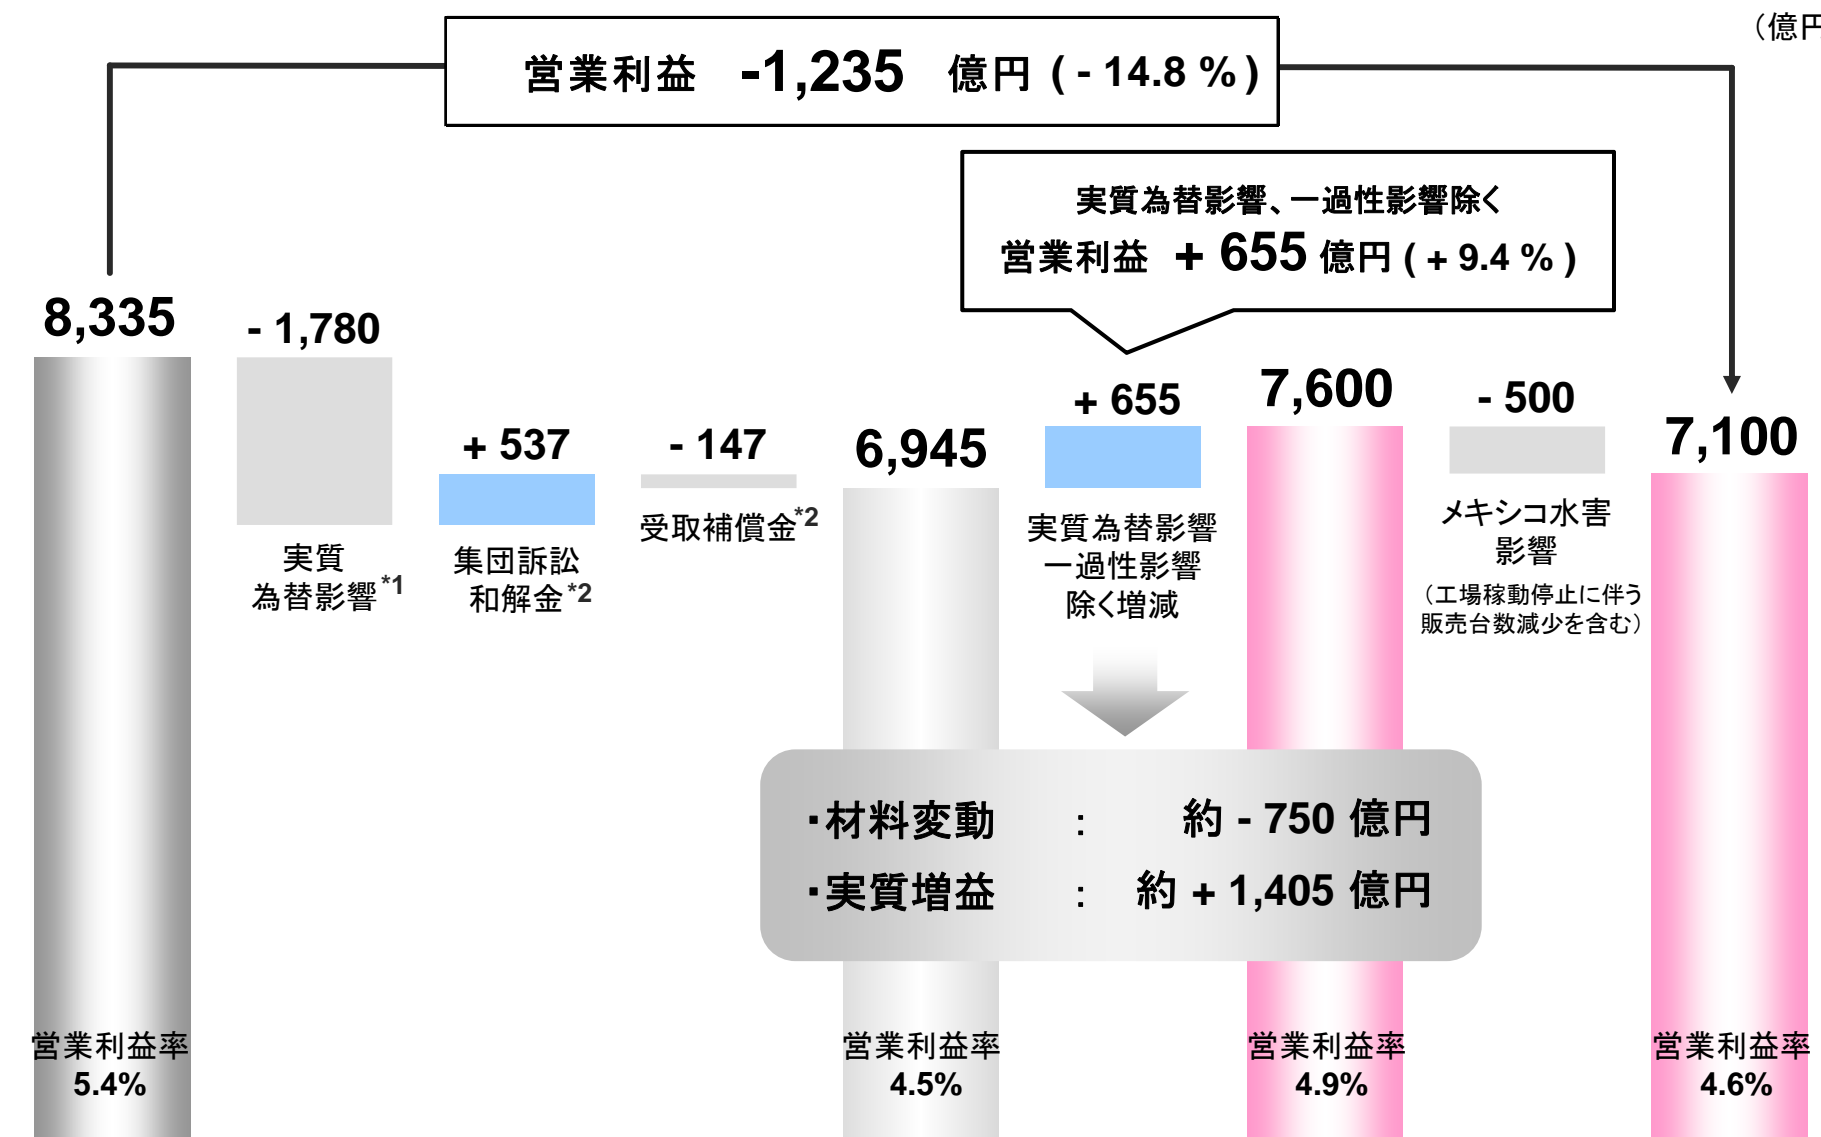 （億円
営業利益 -1,235 億円 ( - 14.8 % )
実質為替影響、一過性影響除く
営業利益 + 655 億円 ( + 9.4 % )
8,335
- 1,780
+ 537
- 147
6,945
+ 655
7,600
- 500
7,100
実質
為替影響*1
集団訴訟
和解金*2
受取補償金*2
実質為替影響
一過性影響
除く増減
メキシコ水害
影響
（工場稼動停止に伴う
販売台数減少を含む）
・材料変動 ： 約 - 750 億円
・実質増益 ： 約 + 1,405 億円
営業利益率
5.4%
営業利益率
4.5%
営業利益率
4.9%
営業利益率
4.6%